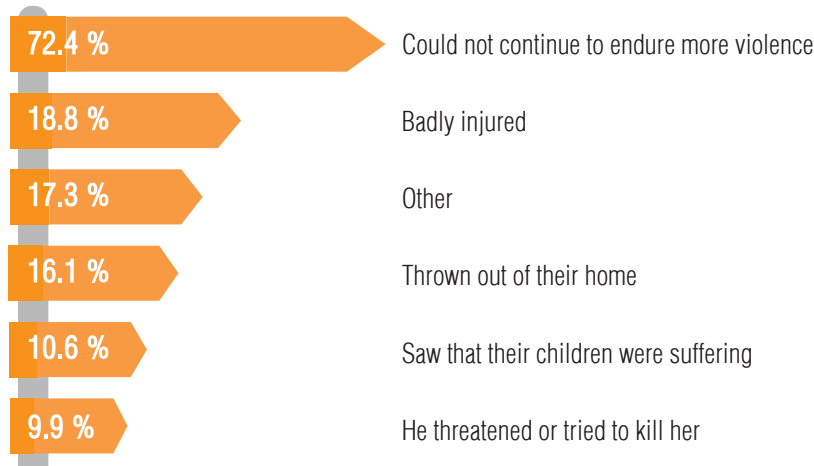 72.4 % Could not continue to endure more violence
18.8 % Badly injured
17.3 % Other
16.1 % Thrown out of their home
10.6 % Saw that their children were suffering
9.9 % He threatened or tried to kill her